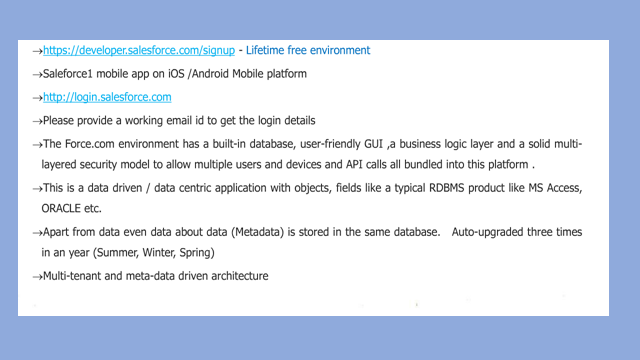 →https://developer.salesforce.com/signup - Lifetime free environment
→Saleforce1 mobile app on iOS /Android Mobile platform
→http://login.salesforce.com
→Please provide a working email id to get the login details
→The Force.com environment has a built-in database, user-friendly GUI ,a business logic layer and a solid multi-
layered security model to allow multiple users and devices and API calls all bundled into this platform .
→This is a data driven / data centric application with objects, fields like a typical RDBMS product like MS Access,
ORACLE etc.
→Apart from data even data about data (Metadata) is stored in the same database. Auto-upgraded three times
in an year (Summer, Winter, Spring)
→Multi-tenant and meta-data driven architecture